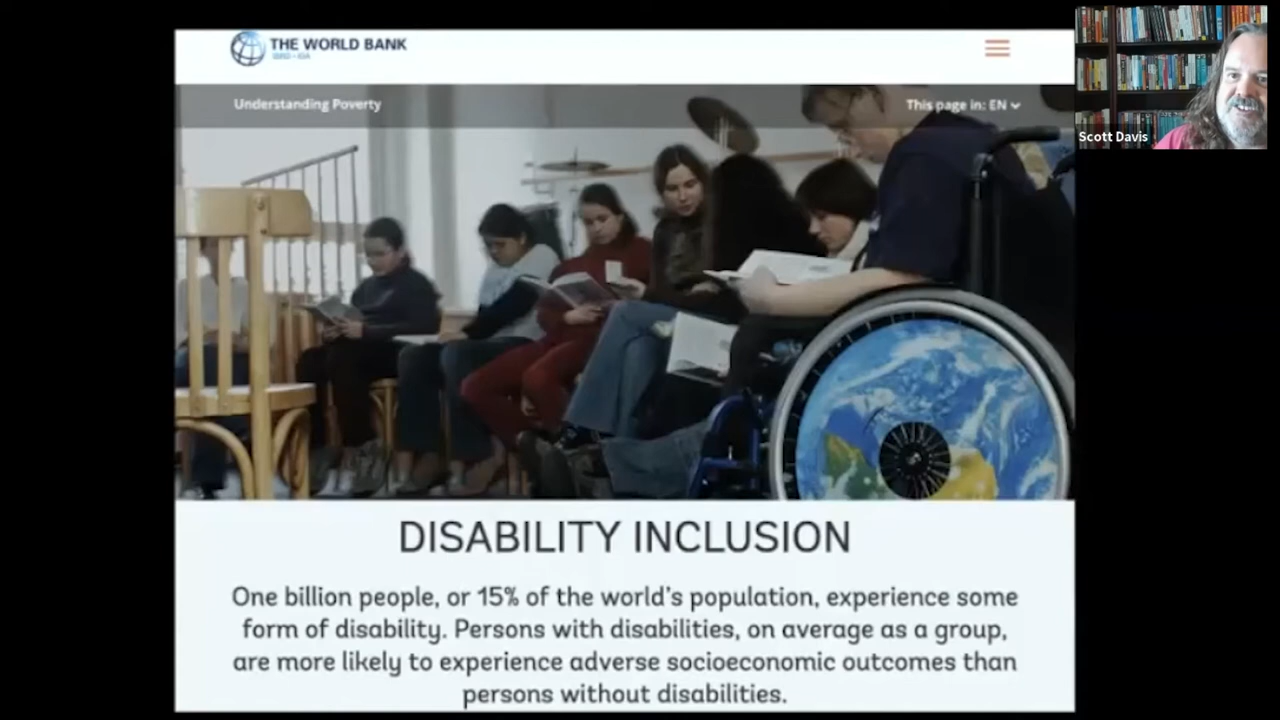 THE WORLD BANK
IBRD • IDA
Understanding Poverty
This page in: EN
Scott Davis
DISABILITY INCLUSION
One billion people, or 15% of the world's population, experience some
form of disability. Persons with disabilities, on average as a group,
are more likely to experience adverse socioeconomic outcomes than
persons without disabilities.